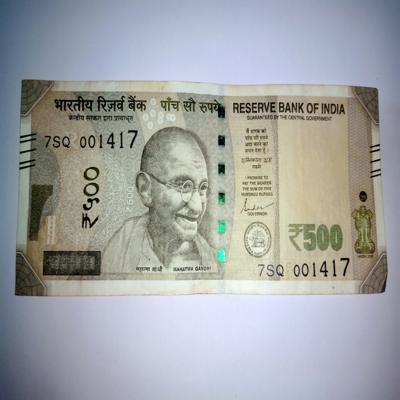 भारतीय रिज़र्व बैंक
केन्द्रीय सरकार द्वारा प्रत्याभूत
पाँच सौ रुपये
RESERVE BANK OF INDIA
GUARANTEED BY THE CENTRAL GOVERNMENT
7SQ 001417
मैं धारक को
पाँच सौ रुपये
अदा करने का
वचन देता हूँ
I PROMISE TO
PAY THE BEARER
THE SUM OF FIVE
HUNDRED RUPEES
GOVERNOR
₹500
₹५००
500
महात्मा गांधी
MAHATMA GANDHI
7SQ 001417